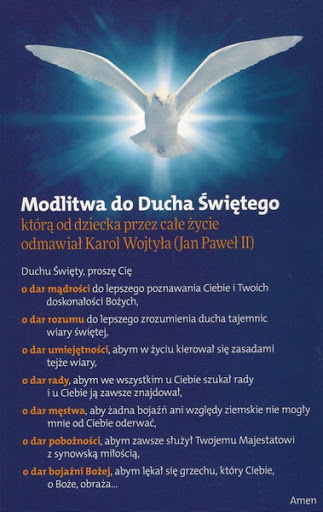 Modlitwa do Ducha Świętego
którą od dziecka przez całe życie
odmawiał Karol Wojtyła (Jan Paweł II)
Duchu Święty, proszę Cię
o dar mądrości do lepszego poznawania Ciebie i Twoich
doskonałości Bożych,
o dar rozumu do lepszego zrozumienia ducha tajemnic
wiary świętej,
o dar umiejętności, abym w życiu kierował się zasadami
tejże wiary,
o dar rady, abym we wszystkim u Ciebie szukał rady
i u Ciebie ją zawsze znajdował,
o dar męstwa, aby żadna bojaźń ani względy ziemskie nie mogły
mnie od Ciebie oderwać,
o dar pobożności, abym zawsze służył Twojemu Majestatowi
z synowską miłością,
o dar bojaźni Bożej, abym lękał się grzechu, który Ciebie,
o Boże, obraża...
Amen